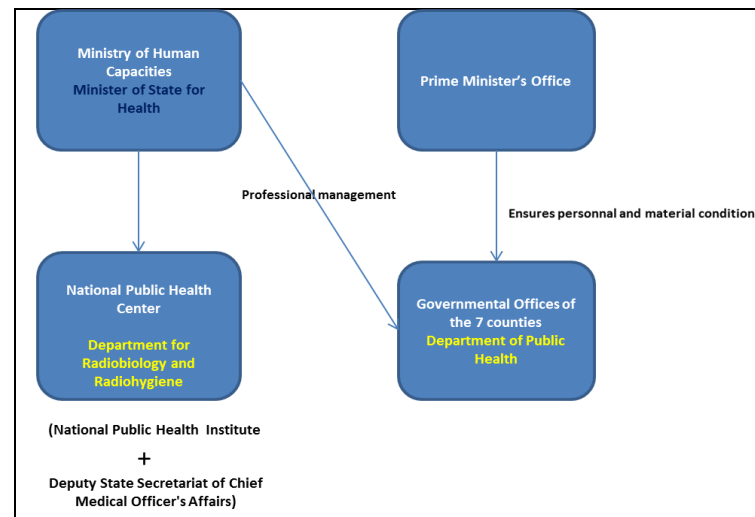 Ministry of Human
Capacities
Minister of State for
Health
Prime Minister's Office
Professional management
Ensures personnal and material condition
National Public Health
Center
Department for
Radiobiology and
Radiohygiene
Governmental Offices of
the 7 counties
Department of Public
Health
(National Public Health Institute
+
Deputy State Secretariat of Chief
Medical Officer's Affairs)